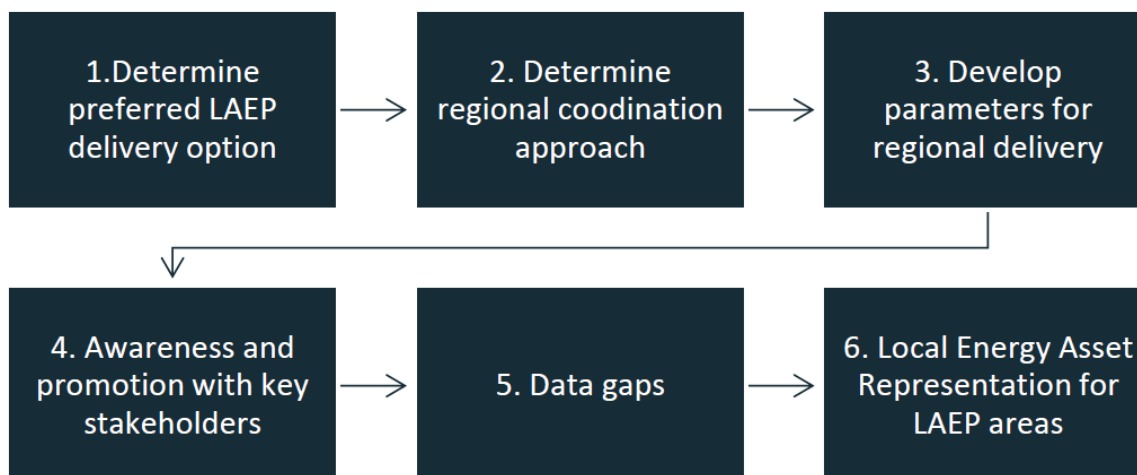 1.Determine
preferred LAEP
delivery option
2. Determine
regional coodination
approach
3. Develop
parameters for
regional delivery
4. Awareness and
promotion with key
stakeholders
5. Data gaps
6. Local Energy Asset
Representation for
LAEP areas